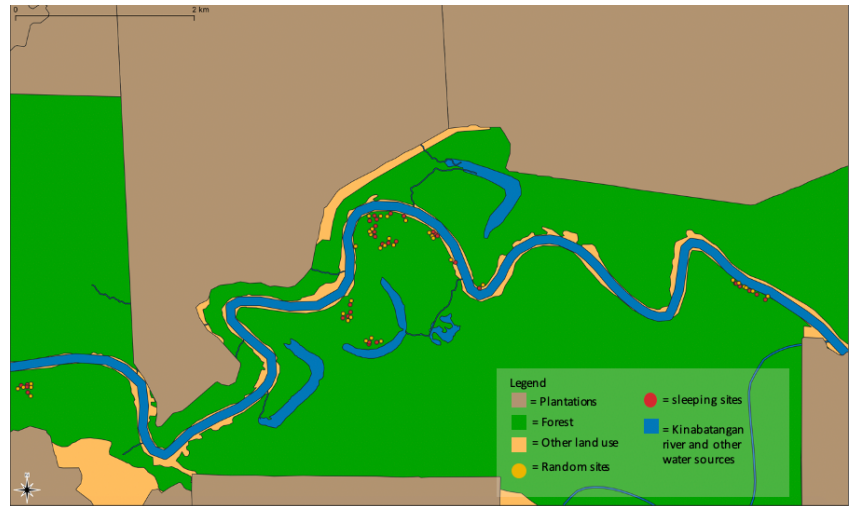 0 2 km
Legend
= Plantations
= Forest
= Other land use
= Random sites
= sleeping sites
= Kinabatangan
river and other
water sources
N